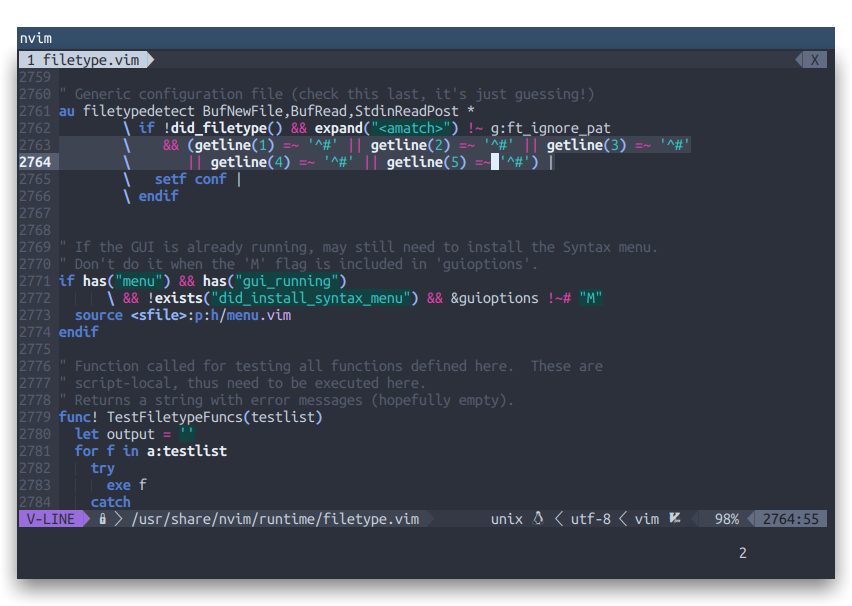 nvim
1 filetype.vim X
2759
2760 " Generic configuration file (check this last, it's just guessing!)
2761 au filetypedetect BufNewFile,BufRead,StdinReadPost *
2762 \ if !did_filetype() && expand("<amatch>") !~ g:ft_ignore_pat
2763 \ && (getline(1) =~ '^#' || getline(2) =~ '^#' || getline(3) =~ '^#'
2764 \ || getline(4) =~ '^#' || getline(5) =~ '^#') |
2765 \ setf conf |
2766 \ endif
2767
2768
2769 " If the GUI is already running, may still need to install the Syntax menu.
2770 " Don't do it when the 'M' flag is included in 'guioptions'.
2771 if has("menu") && has("gui_running")
2772 \ && !exists("did_install_syntax_menu") && &guioptions !~# "M"
2773 source <sfile>:p:h/menu.vim
2774 endif
2775
2776 " Function called for testing all functions defined here. These are
2777 " script-local, thus need to be executed here.
2778 " Returns a string with error messages (hopefully empty).
2779 func! TestFiletypeFuncs(testlist)
2780 let output = ''
2781 for f in a:testlist
2782 try
2783 exe f
2784 catch
V-LINE /usr/share/nvim/runtime/filetype.vim unix utf-8 vim 98% 2764:55
2